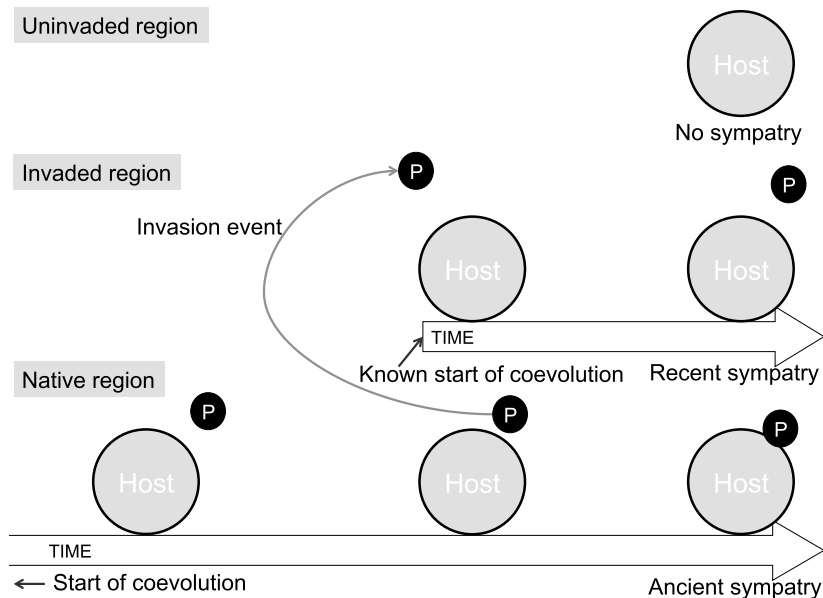 Uninvaded region
Host
No sympatry
Invaded region
P
P
Invasion event
Host
Host
TIME
Known start of coevolution
Recent sympatry
Native region
P
P
P
Host
Host
Host
TIME
Start of coevolution
Ancient sympatry